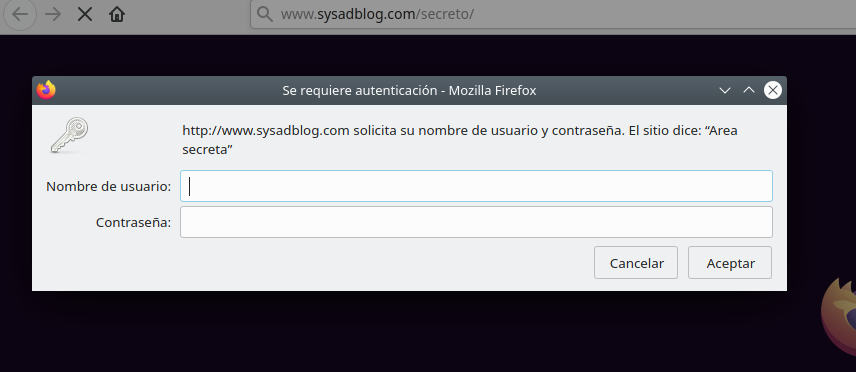 www.sysadblog.com/secreto/
Se requiere autenticación - Mozilla Firefox
http://www.sysadblog.com solicita su nombre de usuario y contraseña. El sitio dice: “Area
secreta”
Nombre de usuario:
Contraseña:
Cancelar Aceptar